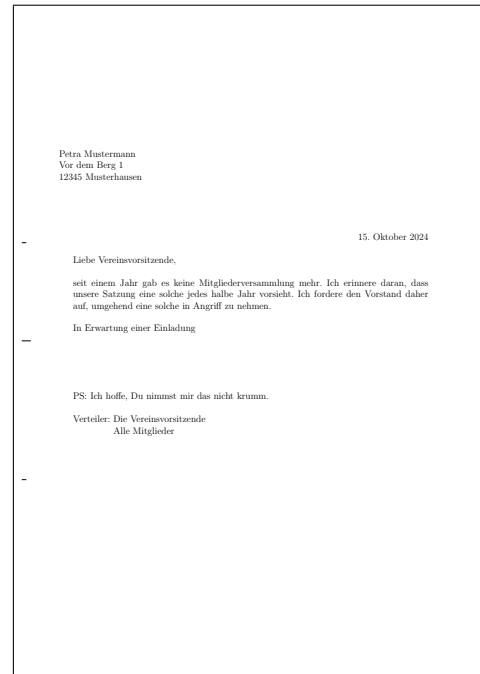 Petra Mustermann
Vor dem Berg 1
12345 Musterhausen
15. Oktober 2024
Liebe Vereinsvorsitzende,
seit einem Jahr gab es keine Mitgliederversammlung mehr. Ich erinnere daran, dass
unsere Satzung eine solche jedes halbe Jahr vorsieht. Ich fordere den Vorstand daher
auf, umgehend eine solche in Angriff zu nehmen.
In Erwartung einer Einladung
PS: Ich hoffe, Du nimmst mir das nicht krumm.
Verteiler: Die Vereinsvorsitzende
Alle Mitglieder